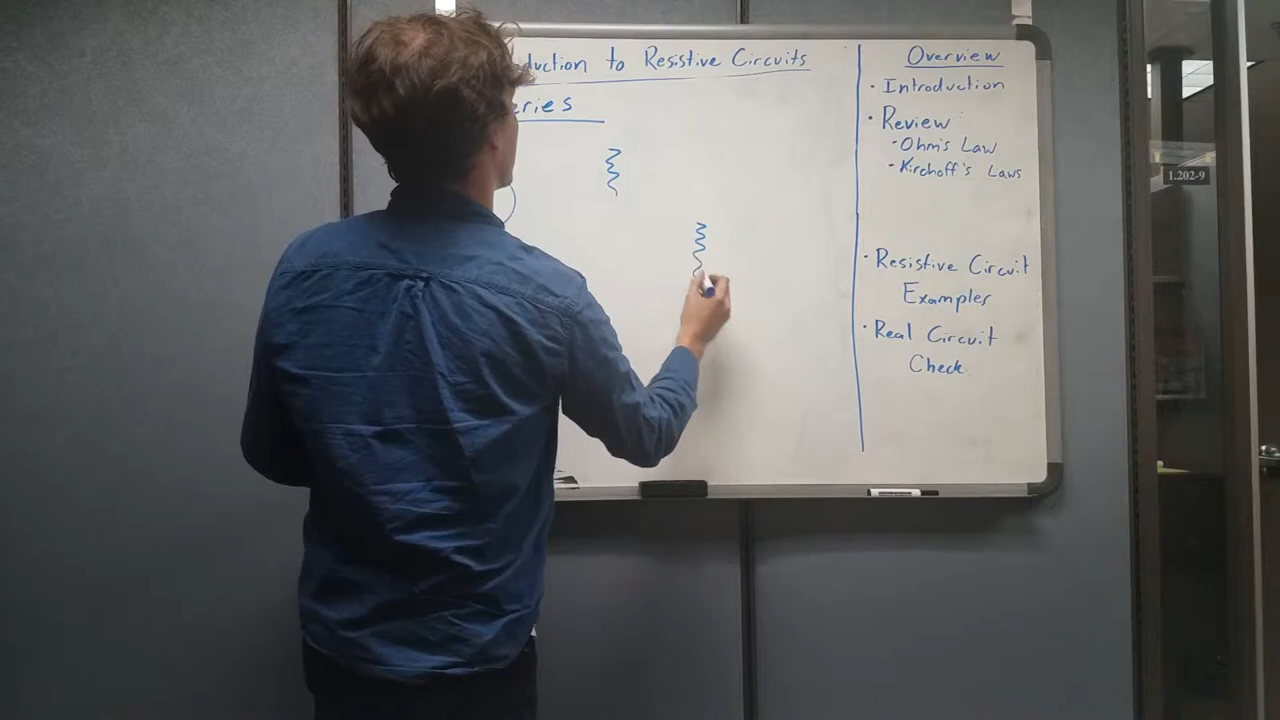 duction to Resistive Circuits
eries
Overview
· Introduction
· Review:
- Ohm's Law
- Kirchoff's Laws
· Resistive Circuit
Examples
· Real Circuit
Check
1.202-9